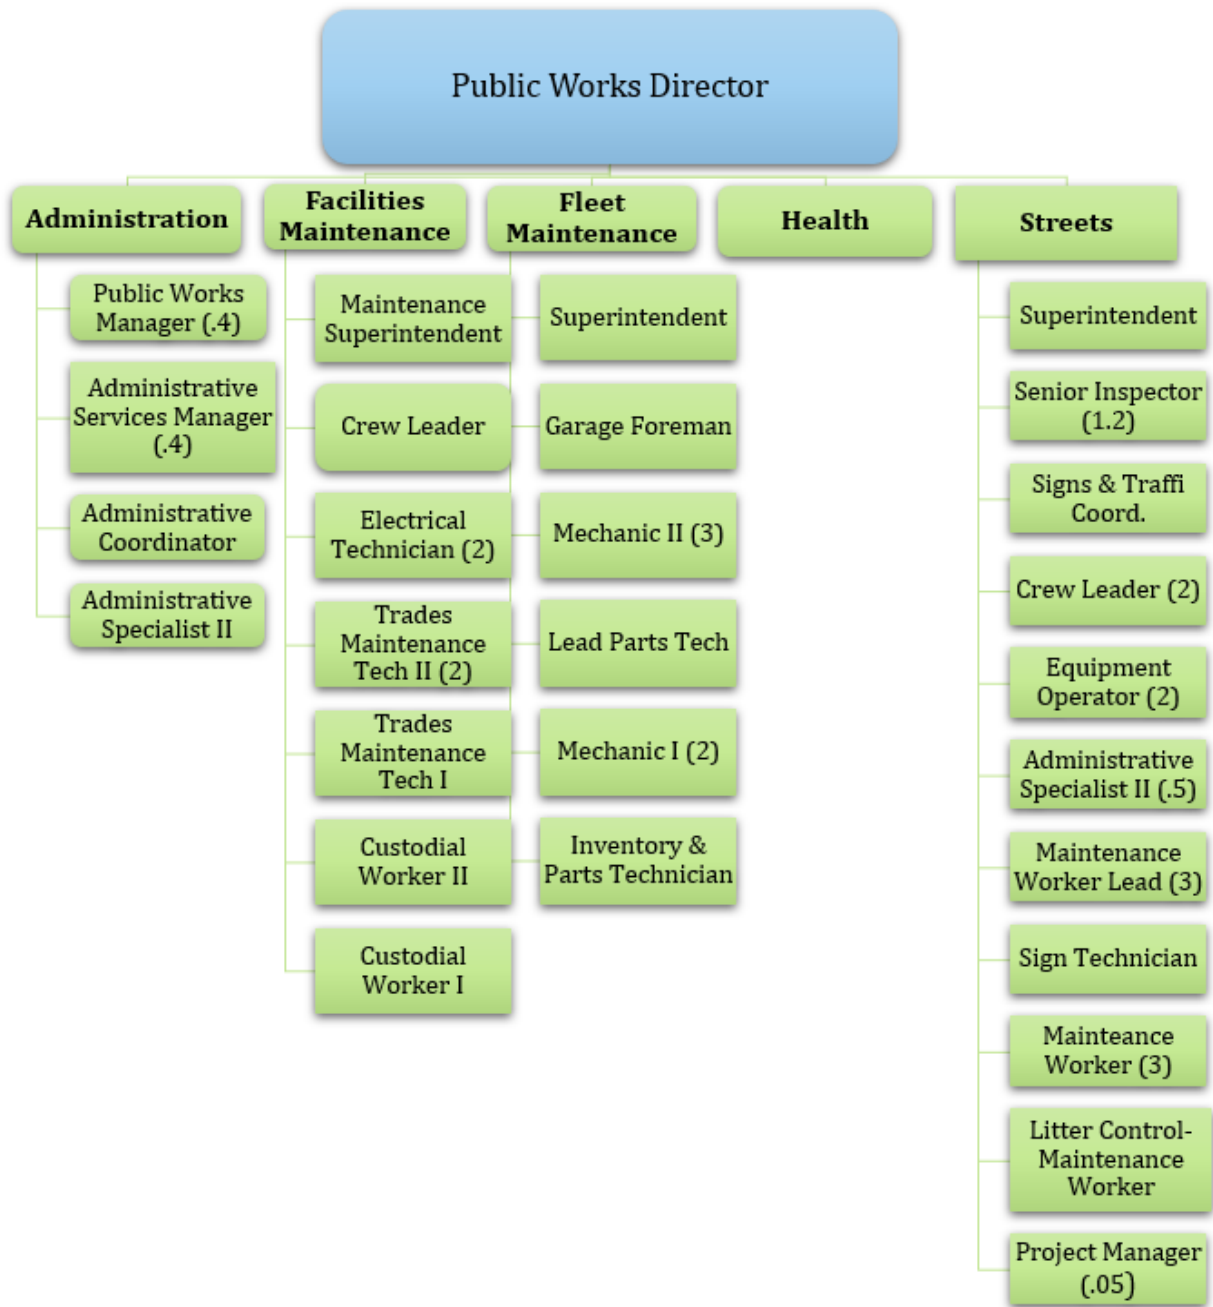 Public Works Director
Administration
Public Works
Manager (.4)
Administrative
Services Manager
(.4)
Administrative
Coordinator
Administrative
Specialist II
Facilities
Maintenance
Maintenance
Superintendent
Crew Leader
Electrical
Technician (2)
Trades
Maintenance
Tech II (2)
Trades
Maintenance
Tech I
Custodial
Worker II
Custodial
Worker I
Fleet
Maintenance
Superintendent
Garage Foreman
Mechanic II (3)
Lead Parts Tech
Mechanic I (2)
Inventory &
Parts Technician
Health
Streets
Superintendent
Senior Inspector
(1.2)
Signs & Traffi
Coord.
Crew Leader (2)
Equipment
Operator (2)
Administrative
Specialist II (.5)
Maintenance
Worker Lead (3)
Sign Technician
Mainteance
Worker (3)
Litter Control-
Maintenance
Worker
Project Manager
(.05)